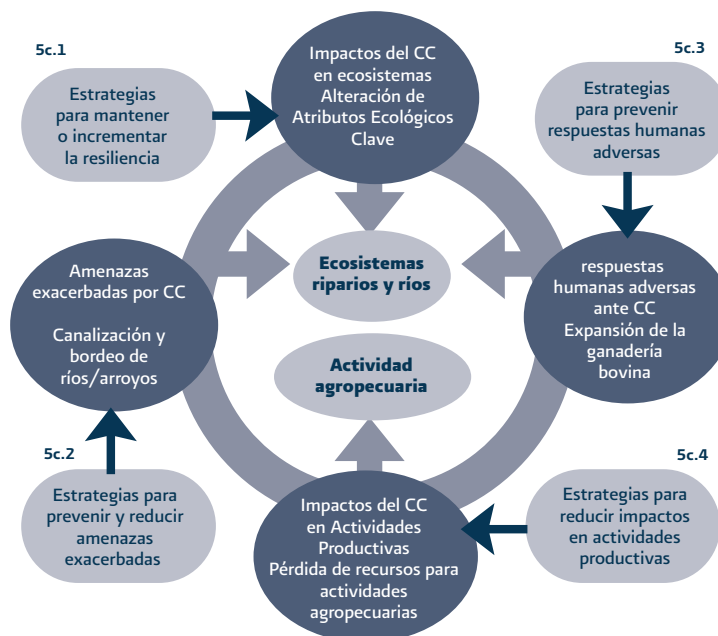 5c.1
Estrategias
para mantener
o incrementar
la resiliencia
Impactos del CC
en ecosistemas
Alteración de
Atributos Ecológicos
Clave
5c.3
Estrategias
para prevenir
respuestas humanas
adversas
Amenazas
exacerbadas por CC
Canalización y
bordeo de
ríos/arroyos
Ecosistemas
riparios y ríos
Actividad
agropecuaria
respuestas
humanas adversas
ante CC
Expansión de la
ganadería
bovina
5c.2
Estrategias para
prevenir y reducir
amenazas
exacerbadas
Impactos del CC
en Actividades
Productivas
Pérdida de recursos para
actividades
agropecuarias
5c.4
Estrategias para
reducir impactos
en actividades
productivas